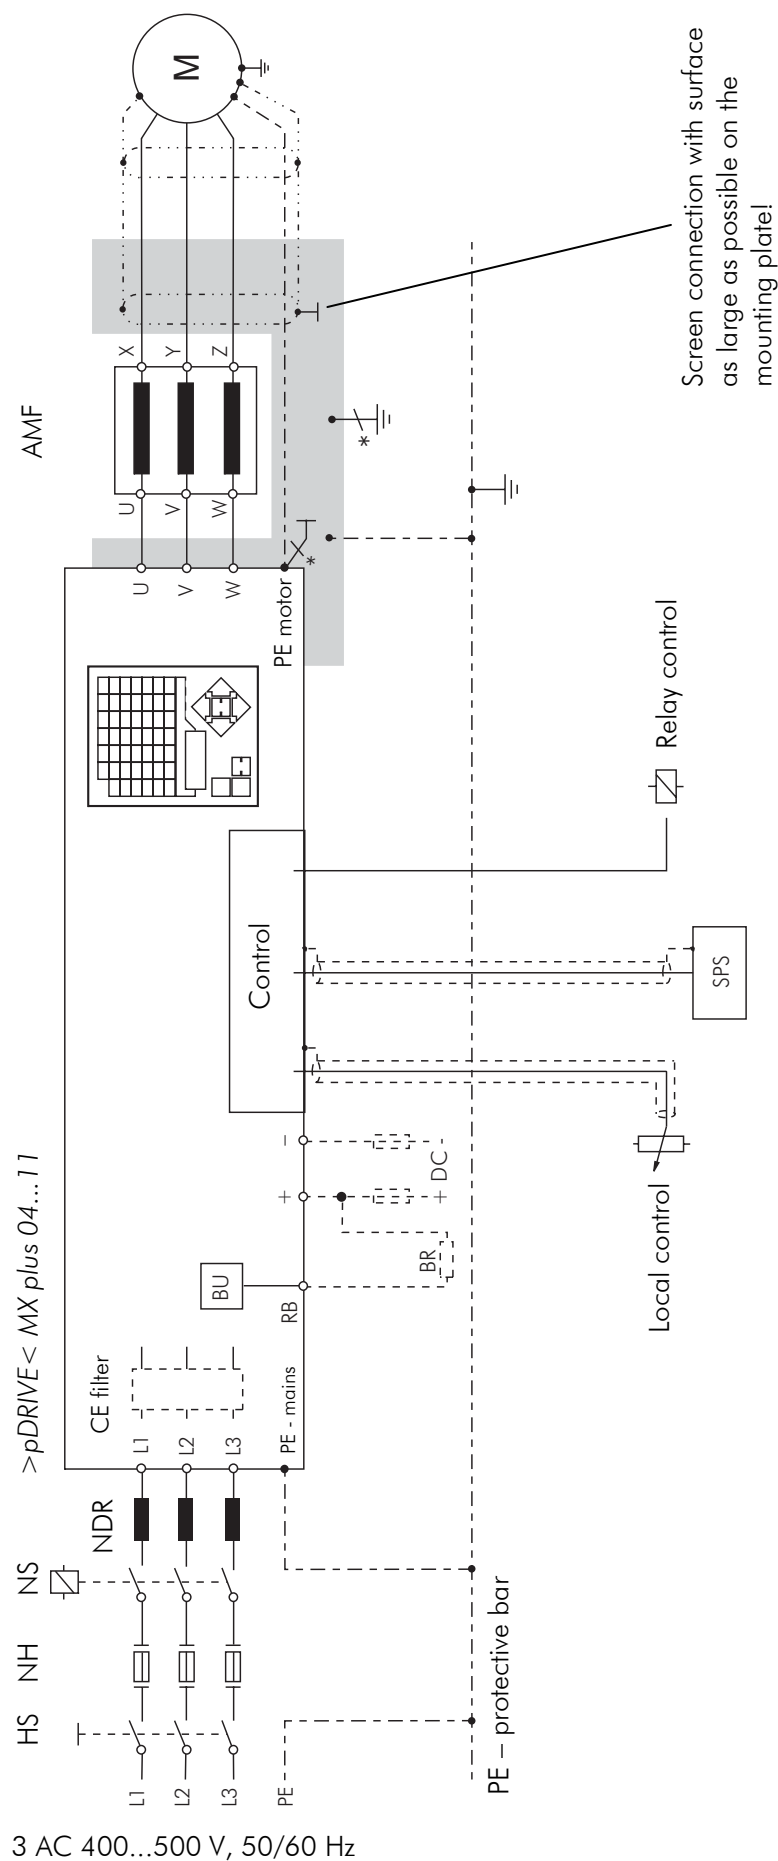 3 AC 400...500 V, 50/60 Hz
HS
NH
NS
NDR
>pDRIVE< MX plus 04...11
AMF
L1
L2
L3
PE
L1
L2
L3
PE - mains
CE filter
BU
RB
BR
+
−
+ DC -
Control
U
V
W
PE motor
U
V
W
X
Y
Z
M
*
*
PE – protective bar
Local control
SPS
Relay control
Screen connection with surface
as large as possible on the
mounting plate!